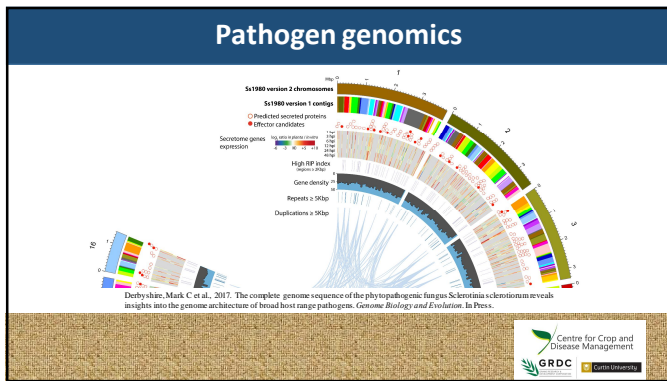 Pathogen genomics
Mbp
1
Ss1980 version 2 chromosomes
Ss1980 version 1 contigs
Predicted secreted proteins
Effector candidates
Secretome genes
expression
High RIP index
Gene density
Repeats ≥ 5Kbp
Duplications ≥ 5Kbp
2
3
16
Derbyshire, Mark C et al., 2017. The complete genome sequence of the phytopathogenic fungus Sclerotinia sclerotiorum reveals
insights into the genome architecture of broad host range pathogens. Genome Biology and Evolution. In Press.
Centre for Crop and
Disease Management
GRDC
Curtin University